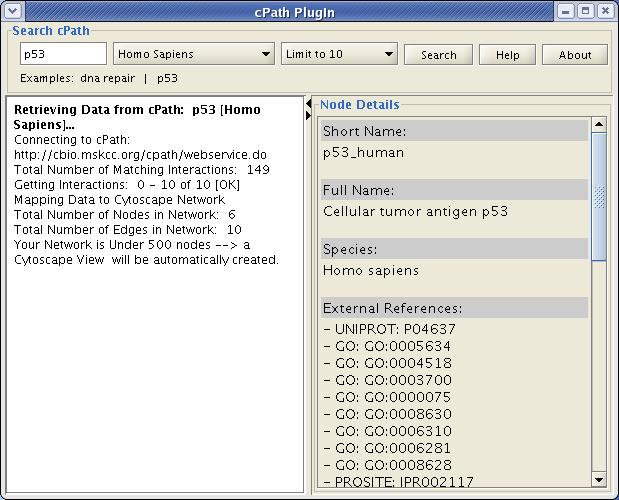 cPath PlugIn
Search cPath
p53 Homo Sapiens Limit to 10 Search Help About
Examples: dna repair | p53
Retrieving Data from cPath: p53 [Homo
Sapiens]...
Connecting to cPath:
http://cbio.mskcc.org/cpath/webservice.do
Total Number of Matching Interactions: 149
Getting Interactions: 0 - 10 of 10 [OK]
Mapping Data to Cytoscape Network
Total Number of Nodes in Network: 6
Total Number of Edges in Network: 10
Your Network is Under 500 nodes --> a
Cytoscape View will be automatically created.
Node Details
Short Name:
p53_human
Full Name:
Cellular tumor antigen p53
Species:
Homo sapiens
External References:
- UNIPROT: P04637
- GO: GO:0005634
- GO: GO:0004518
- GO: GO:0003700
- GO: GO:0000075
- GO: GO:0008630
- GO: GO:0006310
- GO: GO:0006281
- GO: GO:0008628
- PROSITE: IPR002117